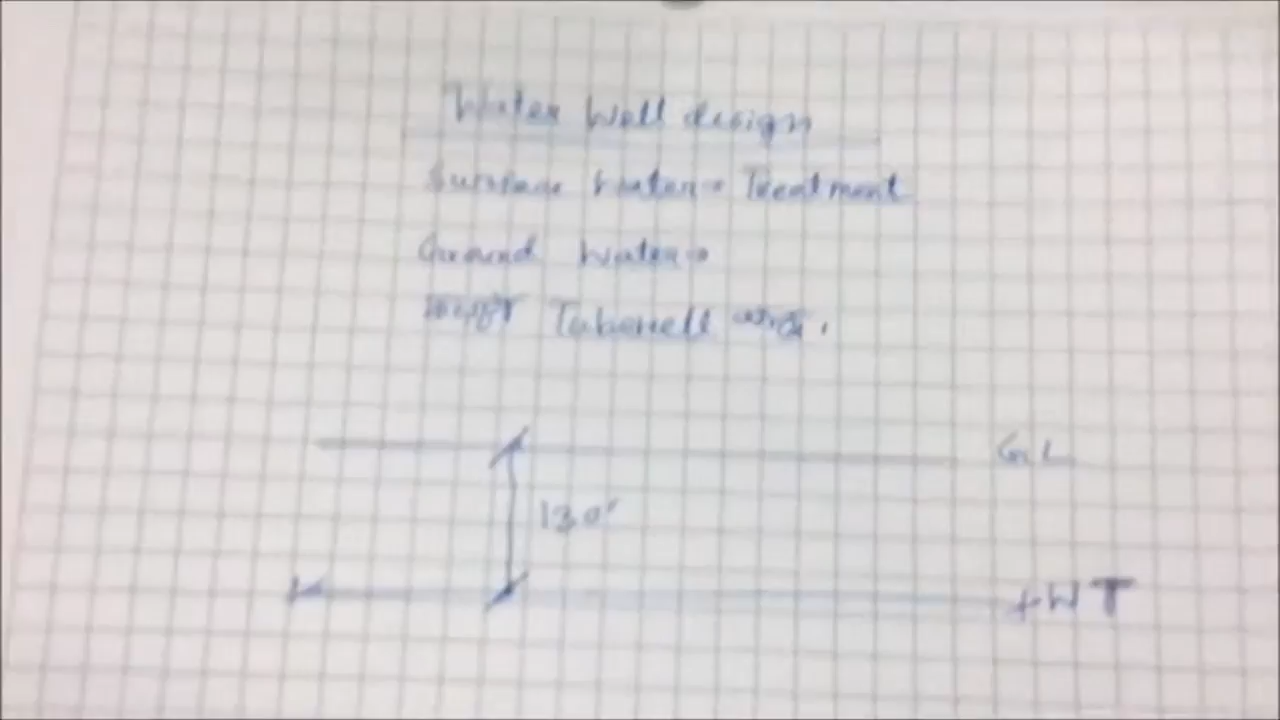 Water Well design
Surface Water → Treatment
Ground Water →
Tubewell
GL
130'
WT